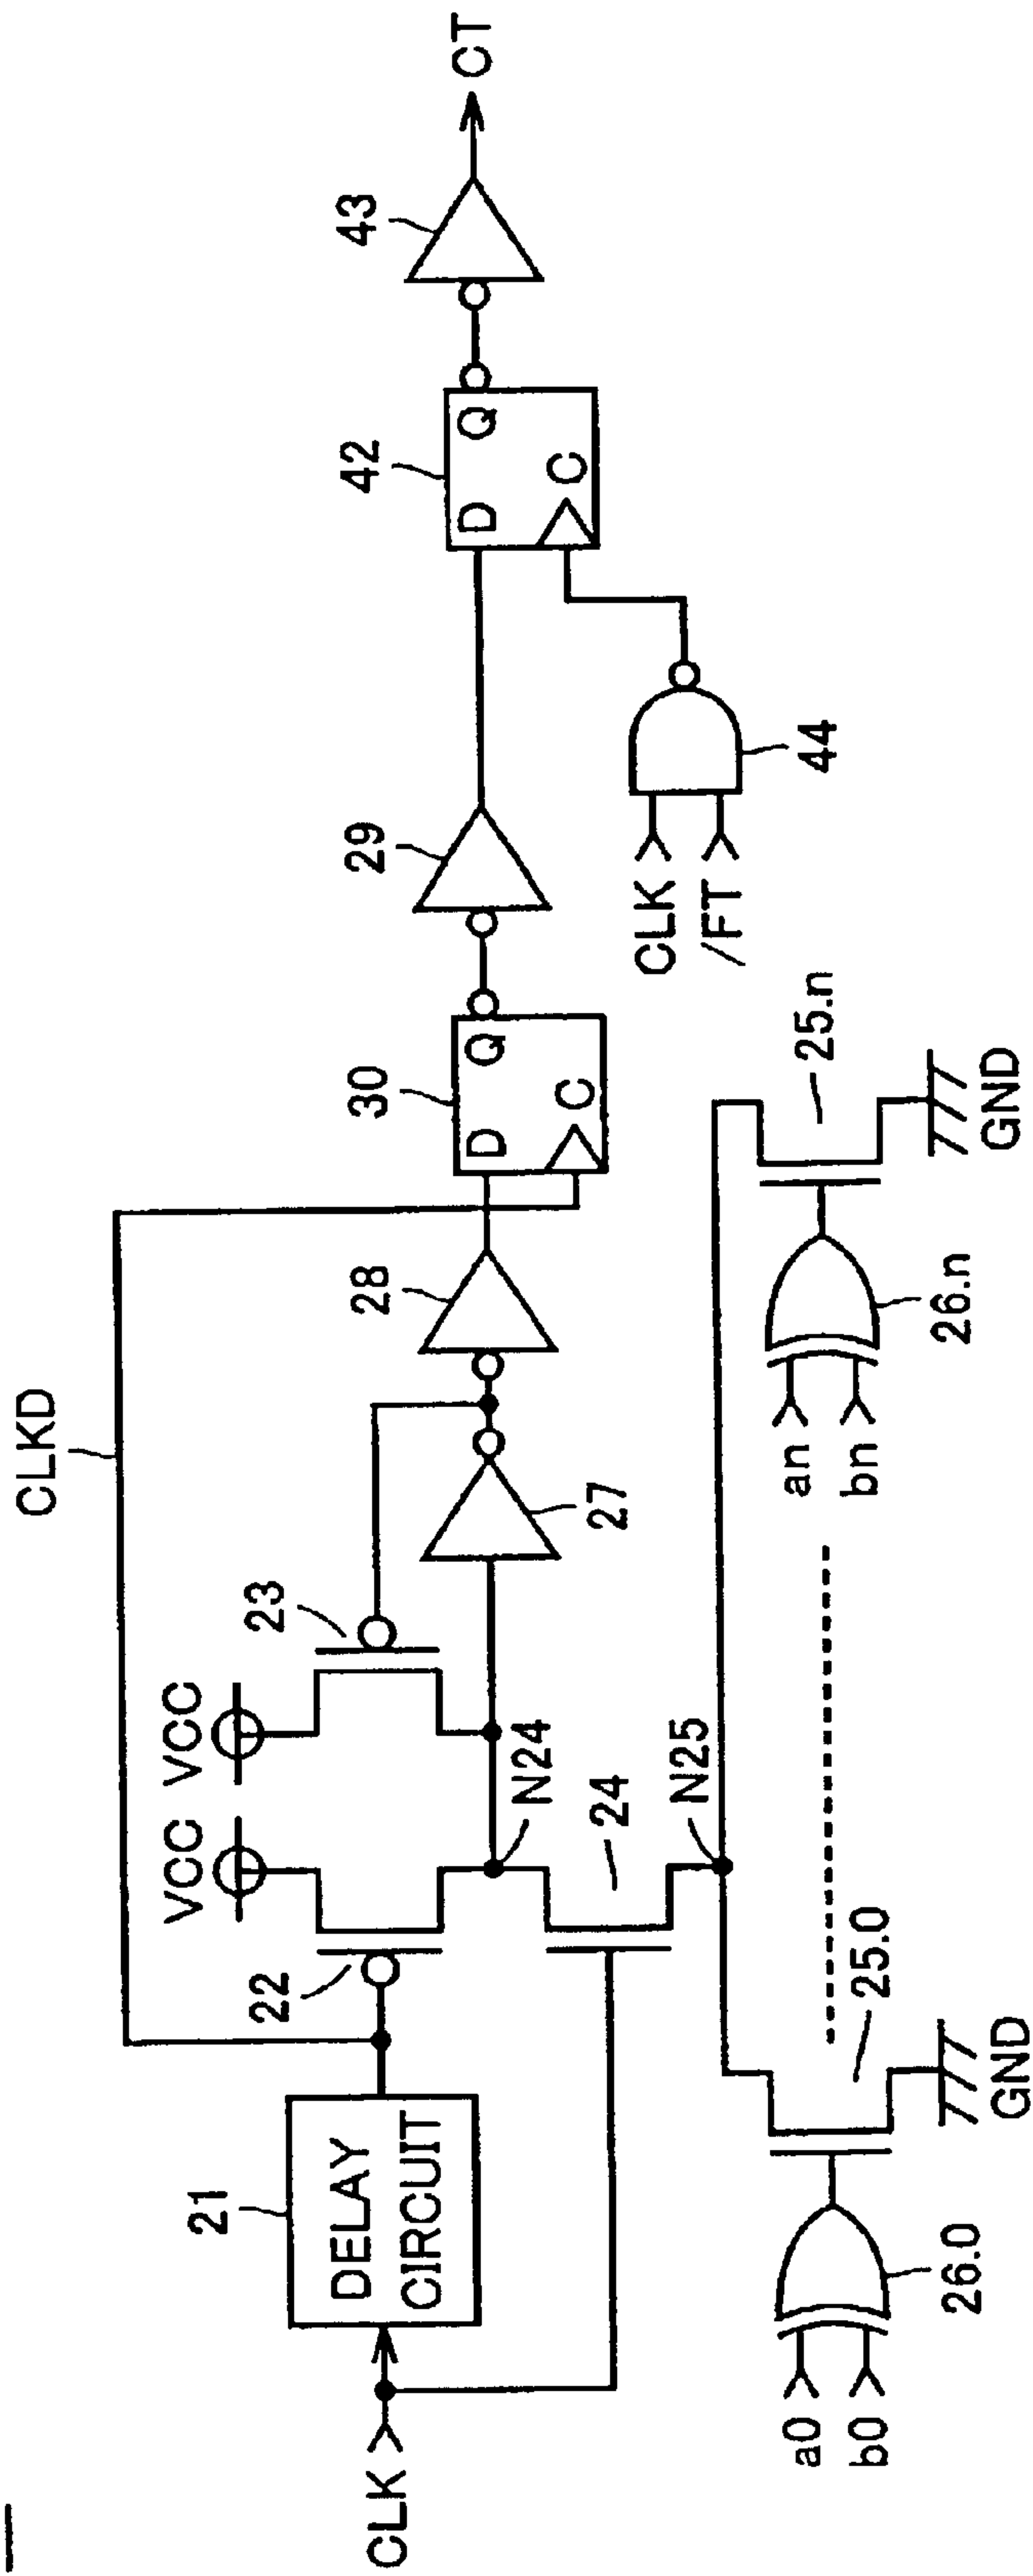 CLKD
VCC
VCC
21
22
23
28
30
29
42
43
DELAY
CIRCUIT
CLK
N24
27
D
Q
C
D
Q
C
CT
24
N25
CLK
/FT
44
a0
b0
26.0
25.0
GND
an
bn
26.n
25.n
GND